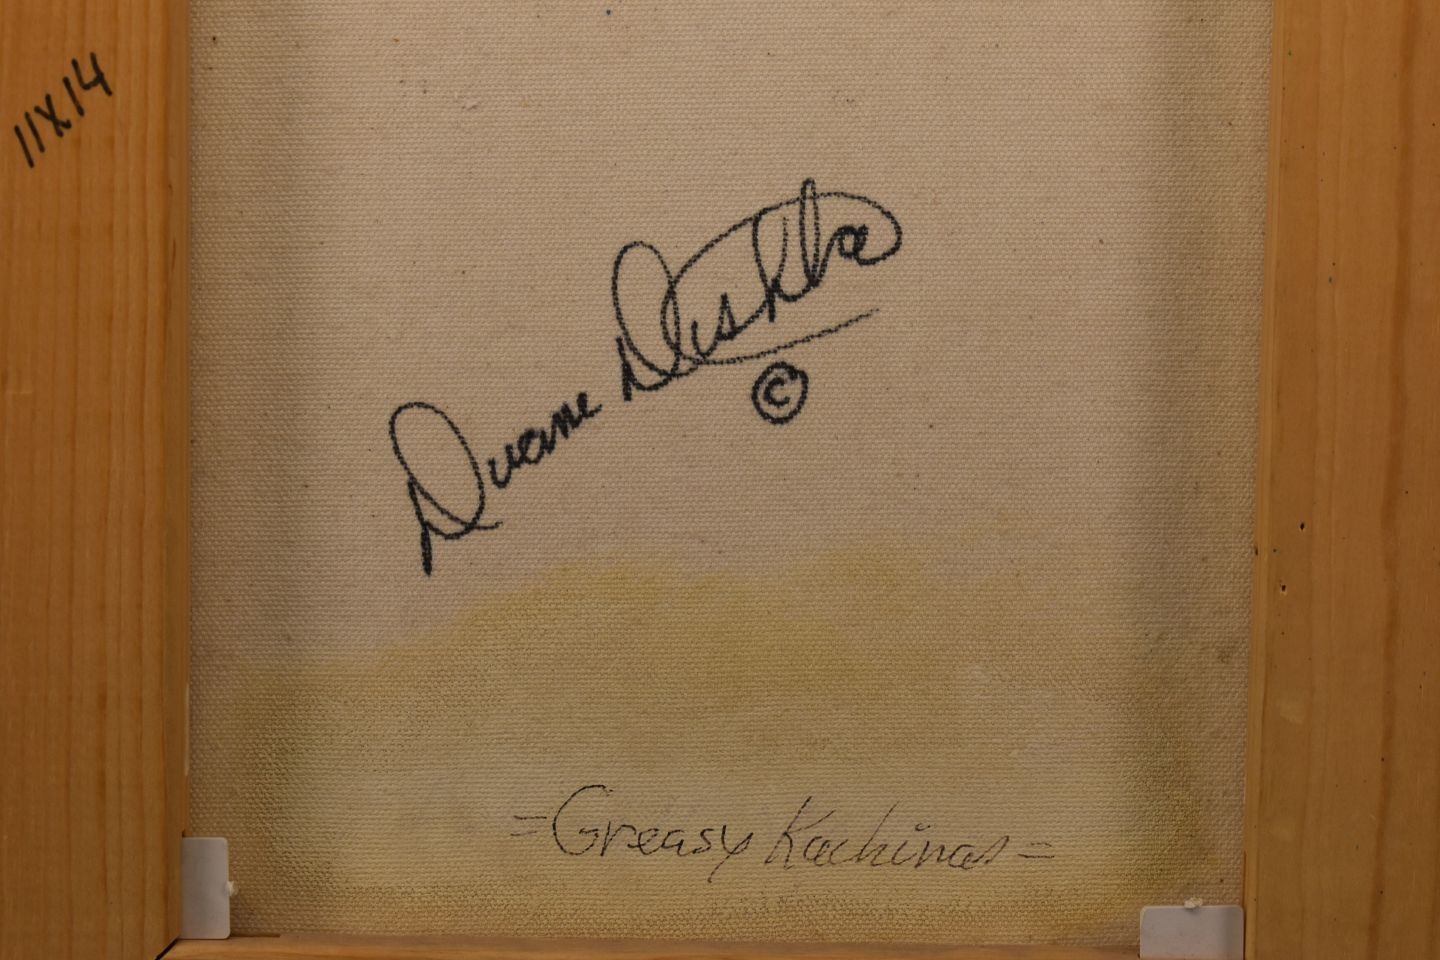 11X14
Duane Dishta
©
=Greasy Kachinas=